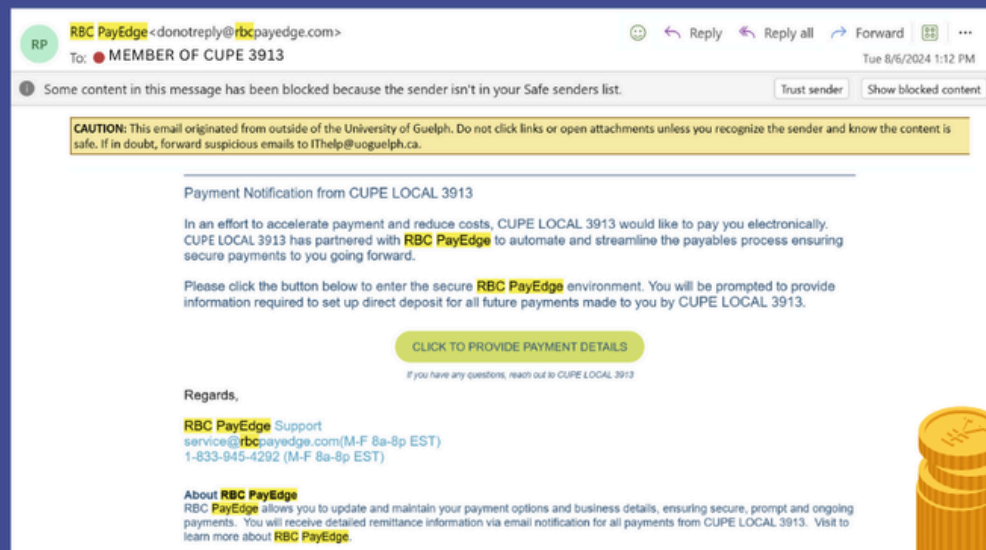 RP
RBC PayEdge<donotreply@rbcpayedge.com>
To: MEMBER OF CUPE 3913
Reply
Reply all
Forward
Tue 8/6/2024 1:12 PM
Some content in this message has been blocked because the sender isn't in your Safe senders list.
Trust sender
Show blocked content
CAUTION: This email originated from outside of the University of Guelph. Do not click links or open attachments unless you recognize the sender and know the content is
safe. If in doubt, forward suspicious emails to IThelp@uoguelph.ca.
Payment Notification from CUPE LOCAL 3913
In an effort to accelerate payment and reduce costs, CUPE LOCAL 3913 would like to pay you electronically.
CUPE LOCAL 3913 has partnered with RBC PayEdge to automate and streamline the payables process ensuring
secure payments to you going forward.
Please click the button below to enter the secure RBC PayEdge environment. You will be prompted to provide
information required to set up direct deposit for all future payments made to you by CUPE LOCAL 3913.
CLICK TO PROVIDE PAYMENT DETAILS
If you have any questions, reach out to CUPE LOCAL 3913
Regards,
RBC PayEdge Support
service@rbcpayedge.com(M-F 8a-8p EST)
1-833-945-4292 (M-F 8a-8p EST)
About RBC PayEdge
RBC PayEdge allows you to update and maintain your payment options and business details, ensuring secure, prompt and ongoing
payments. You will receive detailed remittance information via email notification for all payments from CUPE LOCAL 3913. Visit to
learn more about RBC PayEdge.